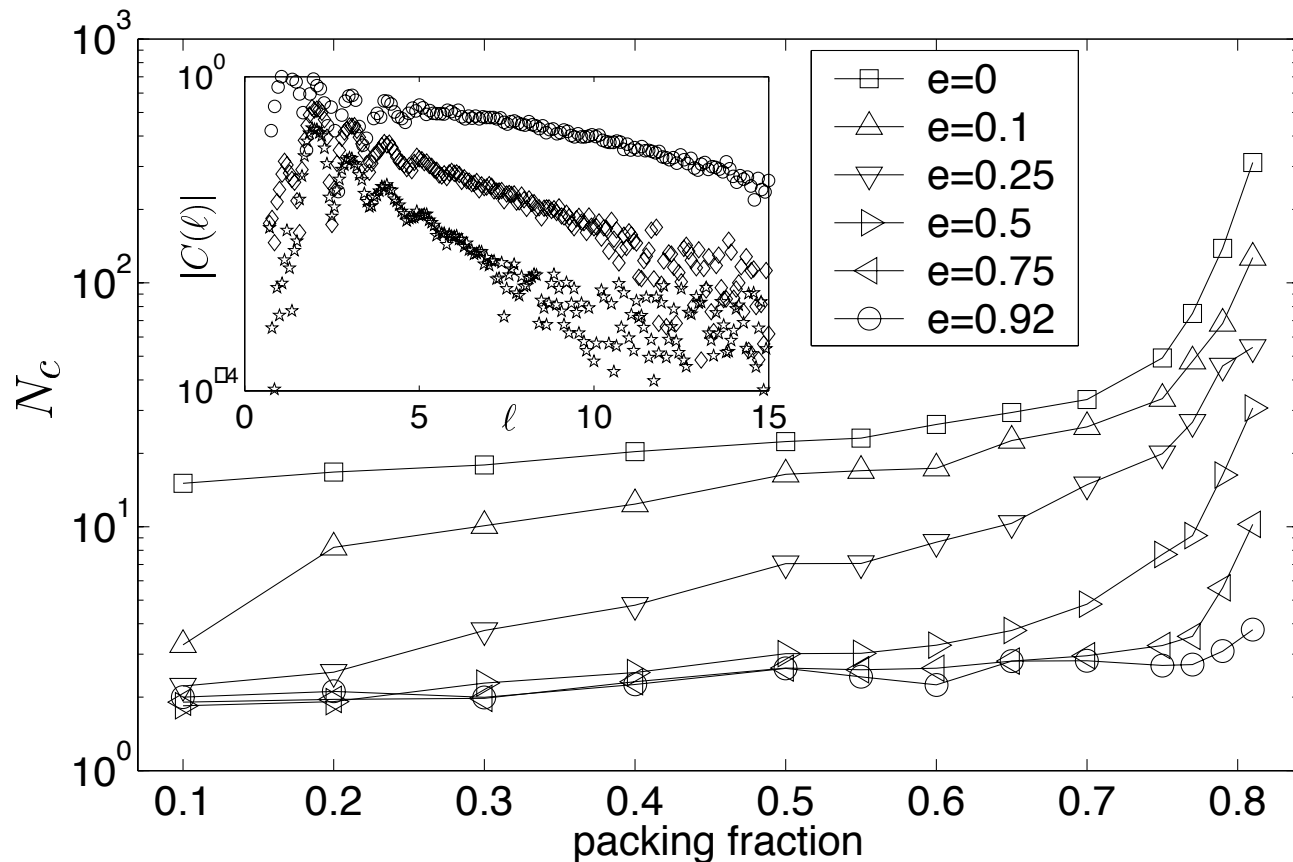 10^3
10^2
10^1
10^0
N_c
0.1 0.2 0.3 0.4 0.5 0.6 0.7 0.8
packing fraction
e=0
e=0.1
e=0.25
e=0.5
e=0.75
e=0.92
10^0
10^□4
|C(ℓ)|
0 5 10 15
ℓ